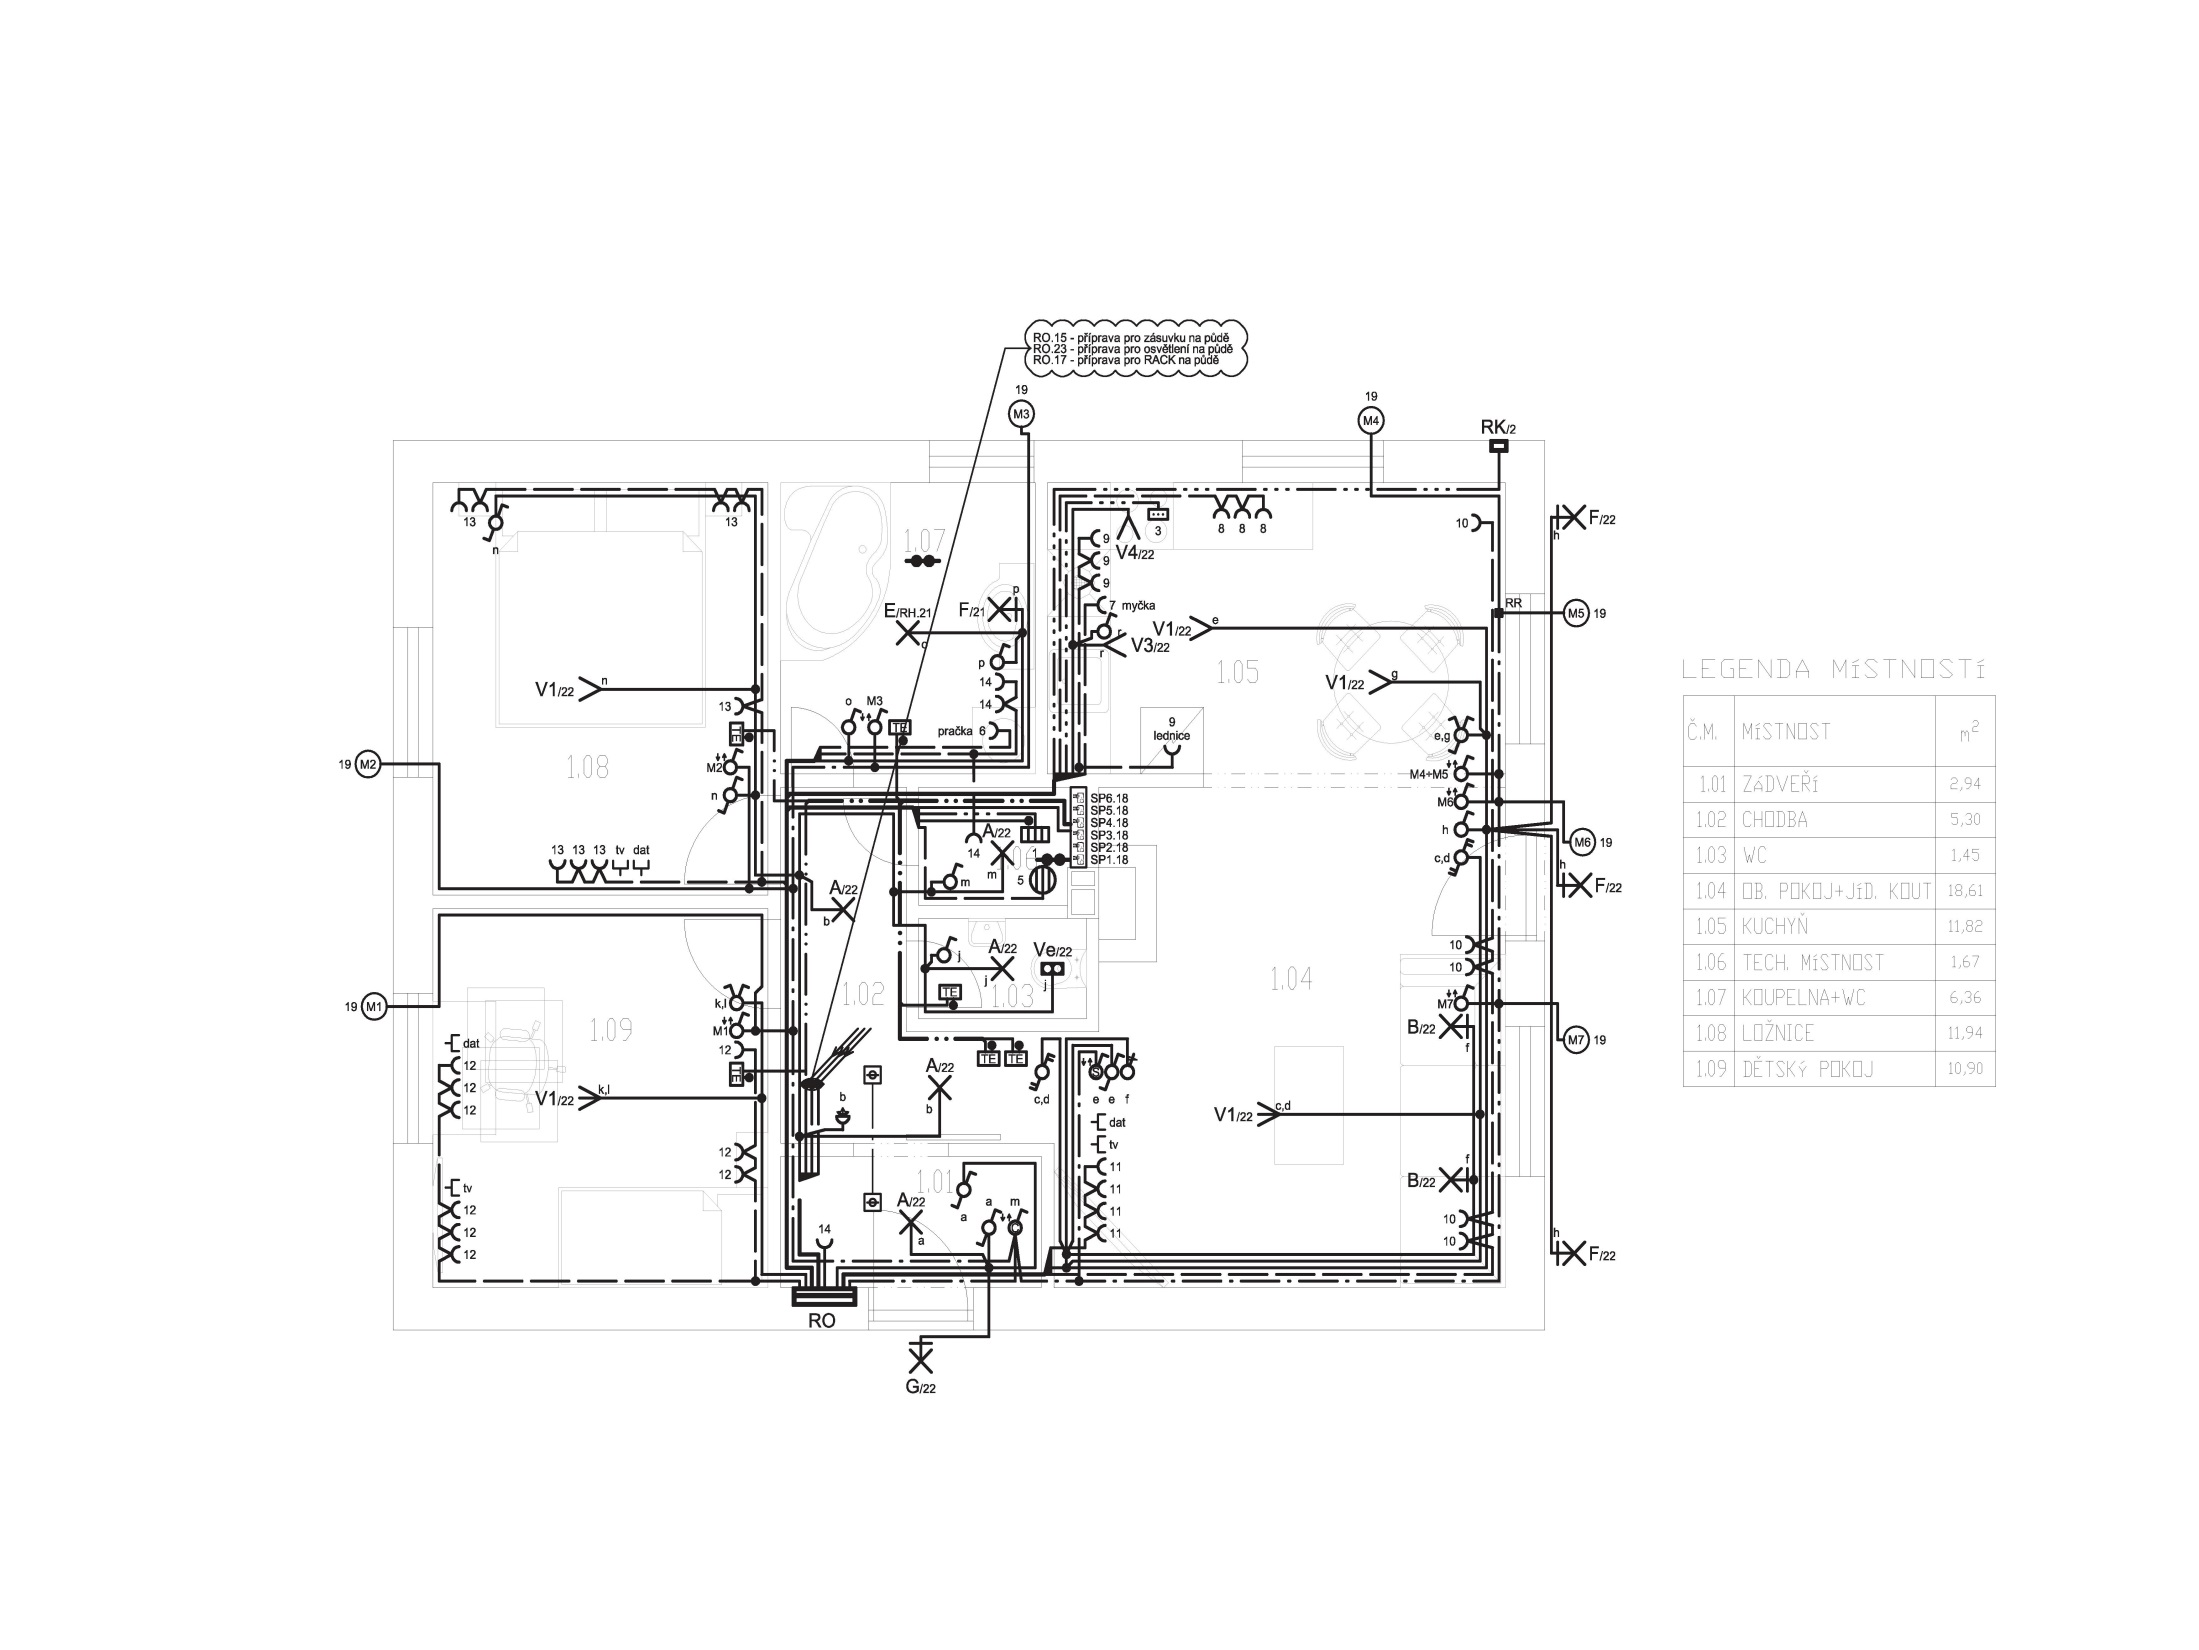 RO.15 - příprava pro zásuvku na půdě
RO.23 - příprava pro osvětlení na půdě
RO.17 - příprava pro RACK na půdě
19
M3
19
M4
RK/2
13
n
13
1.07
3
8 8 8
10
F/22
h
9
V4/22
9
9
E/RH.21
o
F/21
p
7 myčka
r
V1/22
e
RR
M5 19
r
V3/22
p
1.05
V1/22
n
14
V1/22
g
13
14
o M3
TE
pračka 6
9
lednice
e,g
TE
19 M2
1.08
M2
M4+M5
n
SP6.18
SP5.18
SP4.18
SP3.18
SP2.18
SP1.18
M6
h
A/22
m
14
1.06
M6 19
13 13 13 tv dat
c,d
5
m
h
F/22
A/22
b
10
j
A/22
j
Ve/22
j
10
1.04
TE
1.03
1.02
19 M1
k,l
M7
1.09
M1
B/22
f
M7 19
dat
12
TE TE
12
TE
12
12
A/22
b
c,d
S
e e f
V1/22
k,l
b
V1/22
c,d
dat
tv
12
12
11
11
11
11
f
B/22
tv
12
12
12
1.01
A/22
a
a
a m
C
14
10
10
h
F/22
RO
G/22
LEGENDA MÍSTNOSTÍ
Č.M. MÍSTNOST m²
1.01 ZÁDVEŘÍ 2,94
1.02 CHODBA 5,30
1.03 WC 1,45
1.04 OB. POKOJ+JÍD. KOUT 18,61
1.05 KUCHYŇ 11,82
1.06 TECH. MÍSTNOST 1,67
1.07 KOUPELNA+WC 6,36
1.08 LOŽNICE 11,94
1.09 DĚTSKÝ POKOJ 10,90